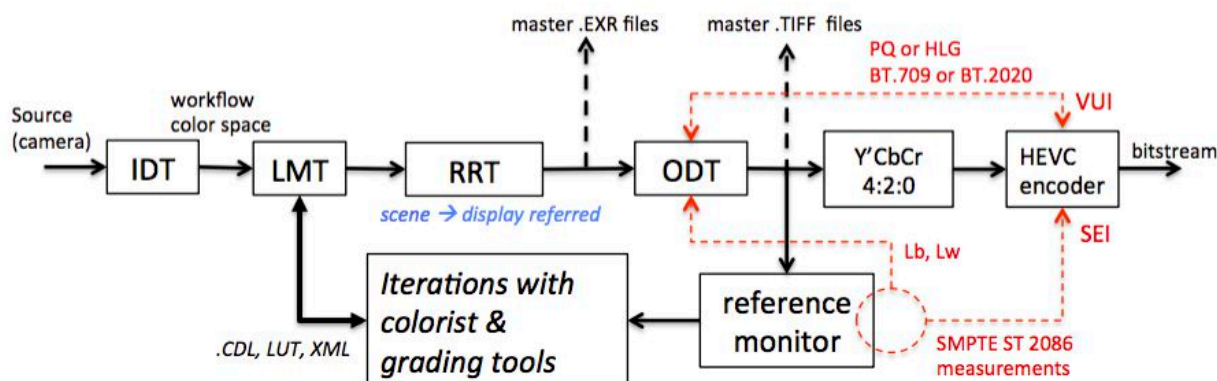 master .EXR files
master .TIFF files
PQ or HLG
BT.709 or BT.2020
VUI
Source
(camera)
workflow
color space
IDT
LMT
RRT
ODT
Y'CbCr
4:2:0
HEVC
encoder
bitstream
scene → display referred
SEI
Lb, Lw
Iterations with
colorist &
grading tools
reference
monitor
.CDL, LUT, XML
SMPTE ST 2086
measurements